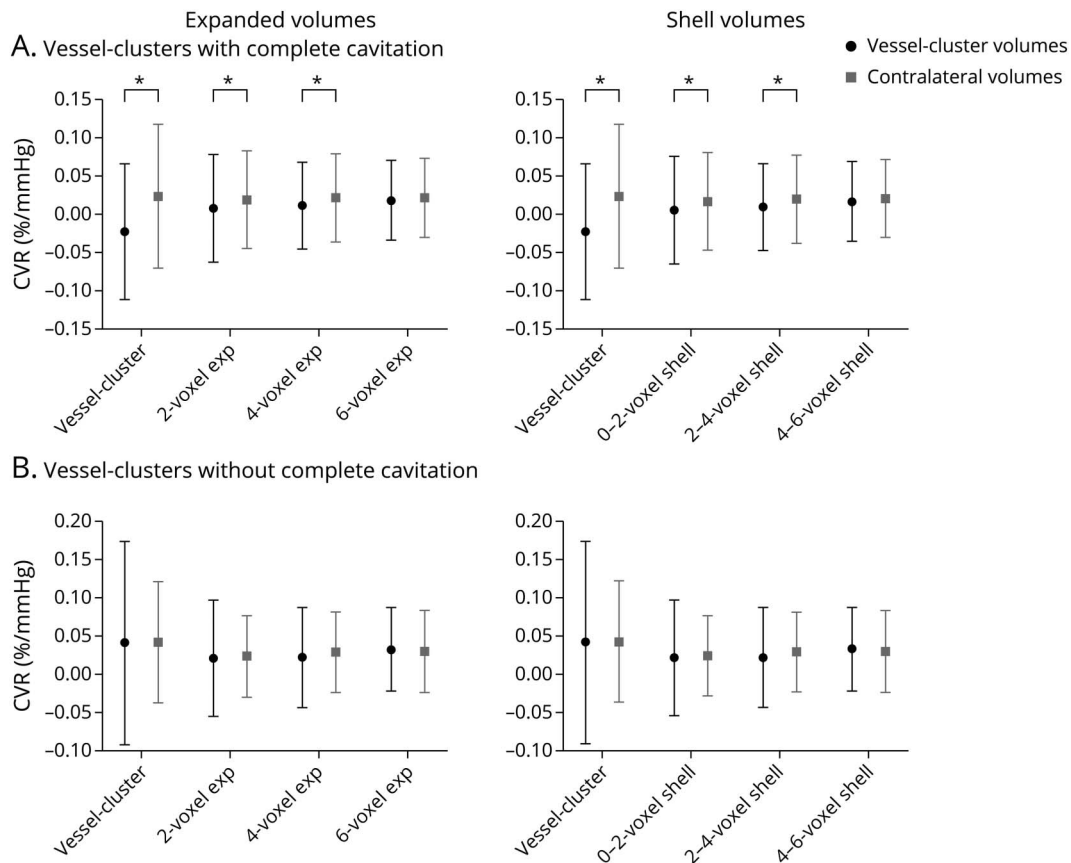 Expanded volumes
Shell volumes
A. Vessel-clusters with complete cavitation
● Vessel-cluster volumes
■ Contralateral volumes
* * *
* * *
CVR (%/mmHg)
0.15
0.10
0.05
0.00
−0.05
−0.10
−0.15
Vessel-cluster
2-voxel exp
4-voxel exp
6-voxel exp
0.15
0.10
0.05
0.00
−0.05
−0.10
−0.15
Vessel-cluster
0–2-voxel shell
2–4-voxel shell
4–6-voxel shell
B. Vessel-clusters without complete cavitation
CVR (%/mmHg)
0.20
0.15
0.10
0.05
0.00
−0.05
−0.10
Vessel-cluster
2-voxel exp
4-voxel exp
6-voxel exp
0.20
0.15
0.10
0.05
0.00
−0.05
−0.10
Vessel-cluster
0–2-voxel shell
2–4-voxel shell
4–6-voxel shell